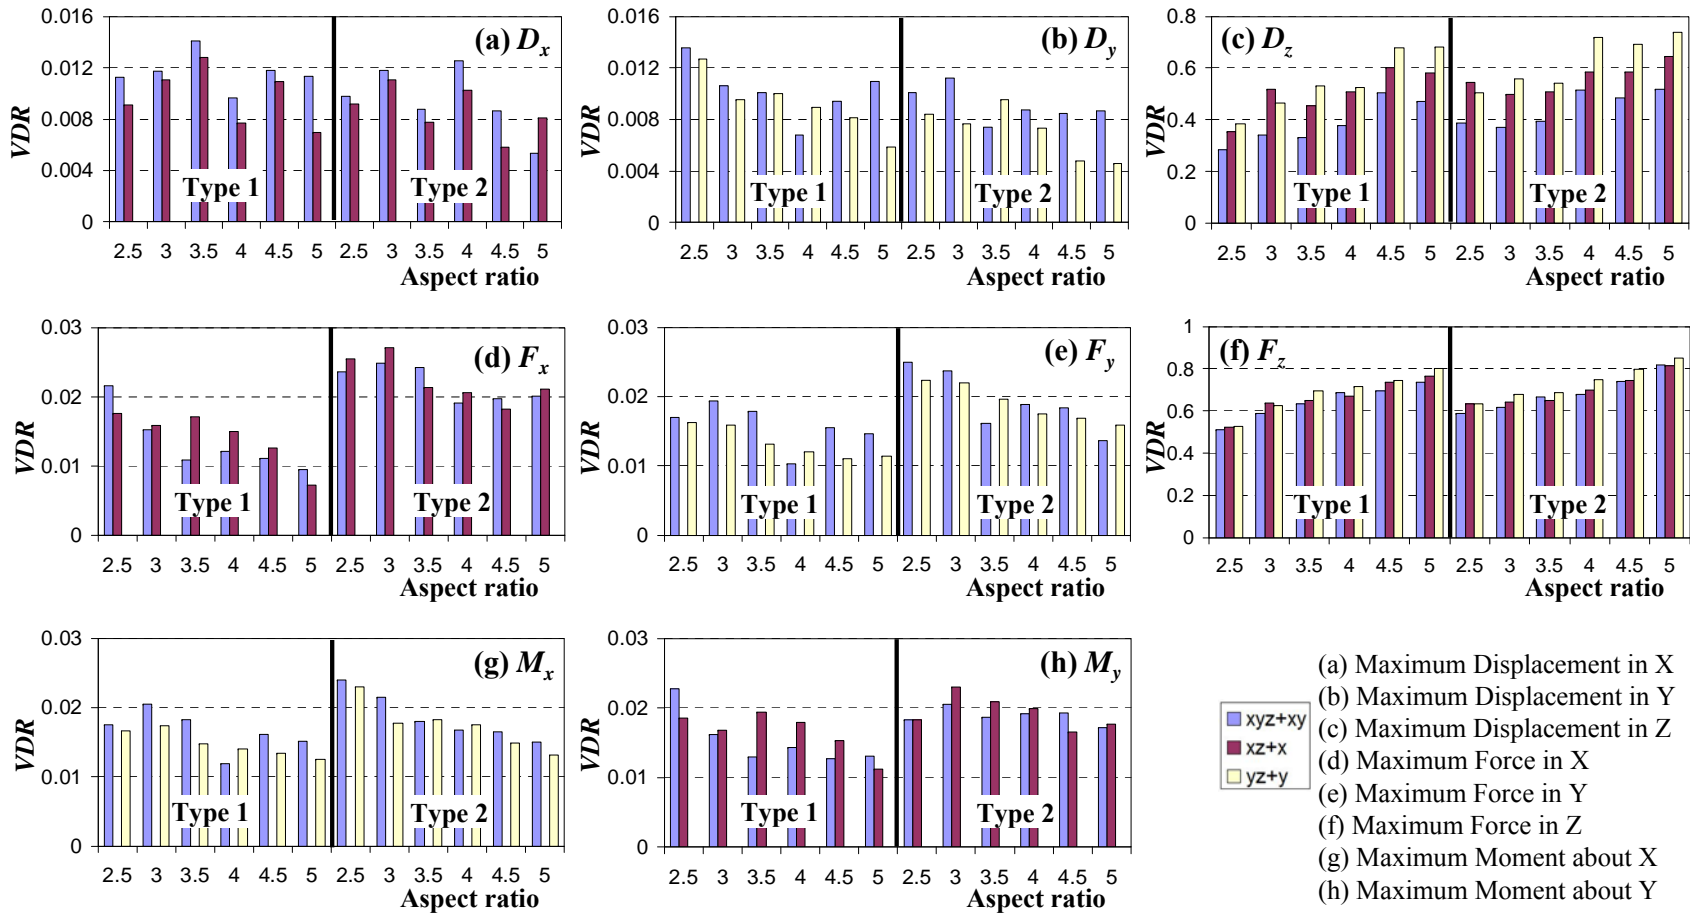 (a) Dx
VDR
0.016
0.012
0.008
0.004
0
Type 1
Type 2
2.5 3 3.5 4 4.5 5 2.5 3 3.5 4 4.5 5
Aspect ratio
(b) Dy
VDR
0.016
0.012
0.008
0.004
0
Type 1
Type 2
2.5 3 3.5 4 4.5 5 2.5 3 3.5 4 4.5 5
Aspect ratio
(c) Dz
VDR
0.8
0.6
0.4
0.2
0
Type 1
Type 2
2.5 3 3.5 4 4.5 5 2.5 3 3.5 4 4.5 5
Aspect ratio
(d) Fx
VDR
0.03
0.02
0.01
0
Type 1
Type 2
2.5 3 3.5 4 4.5 5 2.5 3 3.5 4 4.5 5
Aspect ratio
(e) Fy
VDR
0.03
0.02
0.01
0
Type 1
Type 2
2.5 3 3.5 4 4.5 5 2.5 3 3.5 4 4.5 5
Aspect ratio
(f) Fz
VDR
1
0.8
0.6
0.4
0.2
0
Type 1
Type 2
2.5 3 3.5 4 4.5 5 2.5 3 3.5 4 4.5 5
Aspect ratio
(g) Mx
VDR
0.03
0.02
0.01
0
Type 1
Type 2
2.5 3 3.5 4 4.5 5 2.5 3 3.5 4 4.5 5
Aspect ratio
(h) My
VDR
0.03
0.02
0.01
0
Type 1
Type 2
2.5 3 3.5 4 4.5 5 2.5 3 3.5 4 4.5 5
Aspect ratio
xyz+xy
xz+x
yz+y
(a) Maximum Displacement in X
(b) Maximum Displacement in Y
(c) Maximum Displacement in Z
(d) Maximum Force in X
(e) Maximum Force in Y
(f) Maximum Force in Z
(g) Maximum Moment about X
(h) Maximum Moment about Y